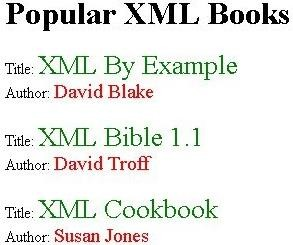 Popular XML Books
Title: XML By Example
Author: David Blake
Title: XML Bible 1.1
Author: David Troff
Title: XML Cookbook
Author: Susan Jones